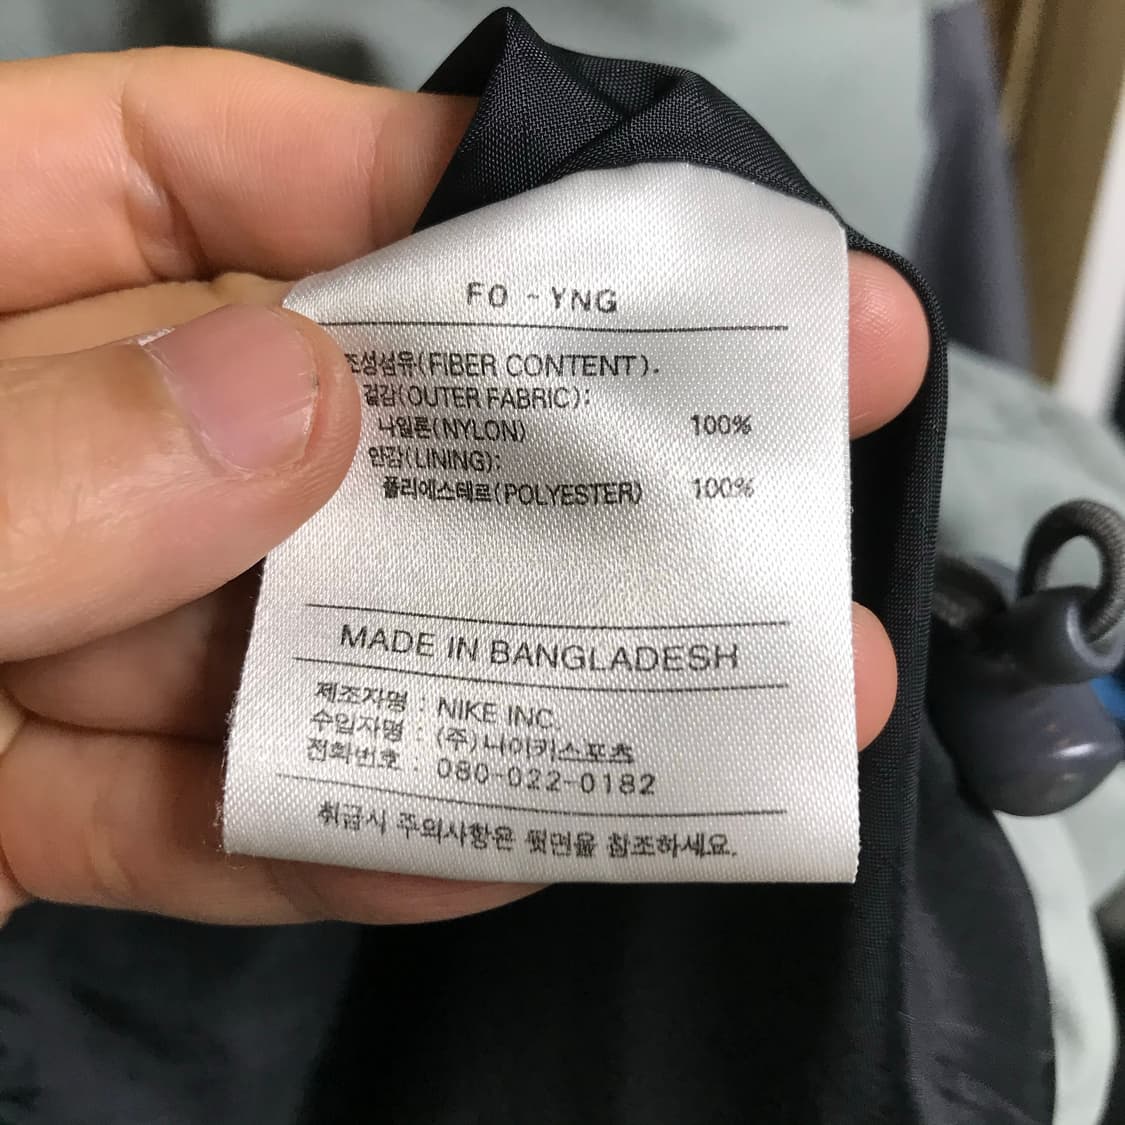 FO - YNG
조성섬유(FIBER CONTENT).
겉감(OUTER FABRIC):
나일론(NYLON) 100%
안감(LINING):
폴리에스테르(POLYESTER) 100%
MADE IN BANGLADESH
제조자명 : NIKE INC.
수입자명 : (주)나이키스포츠
전화번호 : 080-022-0182
취급시 주의사항은 뒷면을 참조하세요.